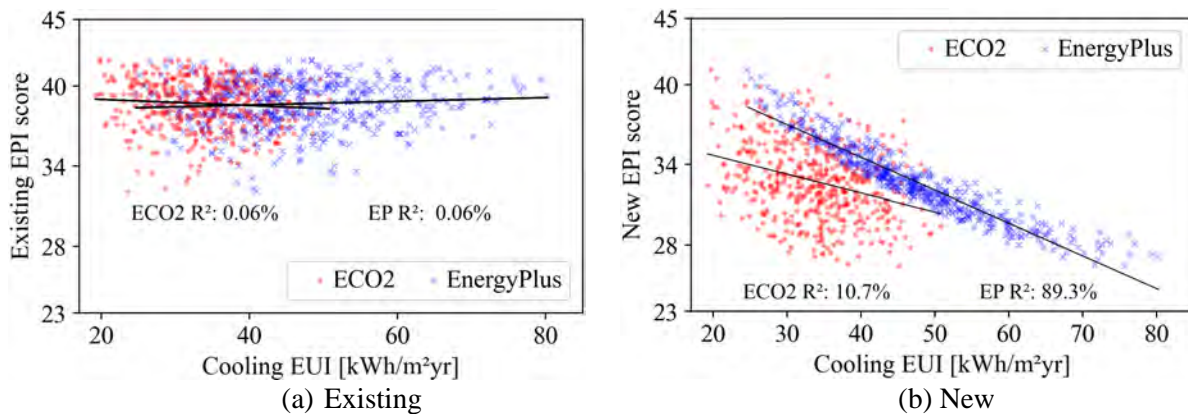 45
40
34
28
23
Existing EPI score
ECO2 R²: 0.06%
EP R²: 0.06%
ECO2
EnergyPlus
20
40
60
80
Cooling EUI [kWh/m²yr]
(a) Existing
45
40
34
28
23
New EPI score
ECO2
EnergyPlus
ECO2 R²: 10.7%
EP R²: 89.3%
20
30
40
50
60
70
80
Cooling EUI [kWh/m²yr]
(b) New